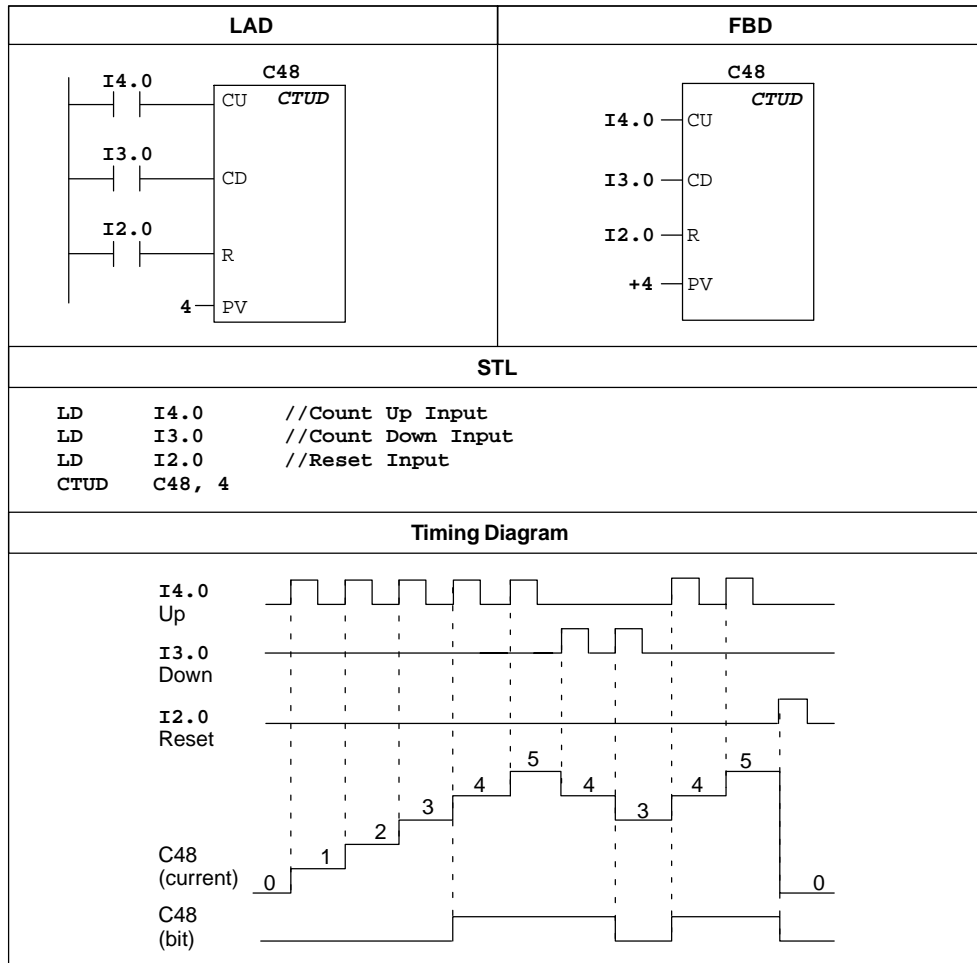 LAD
FBD
I4.0
C48
CU CTUD
I3.0
CD
I2.0
R
4 PV
C48
CTUD
I4.0 CU
I3.0 CD
I2.0 R
+4 PV
STL
LD I4.0 //Count Up Input
LD I3.0 //Count Down Input
LD I2.0 //Reset Input
CTUD C48, 4
Timing Diagram
I4.0
Up
I3.0
Down
I2.0
Reset
C48
(current)
0 1 2 3 4 5 4 3 4 5 0
C48
(bit)